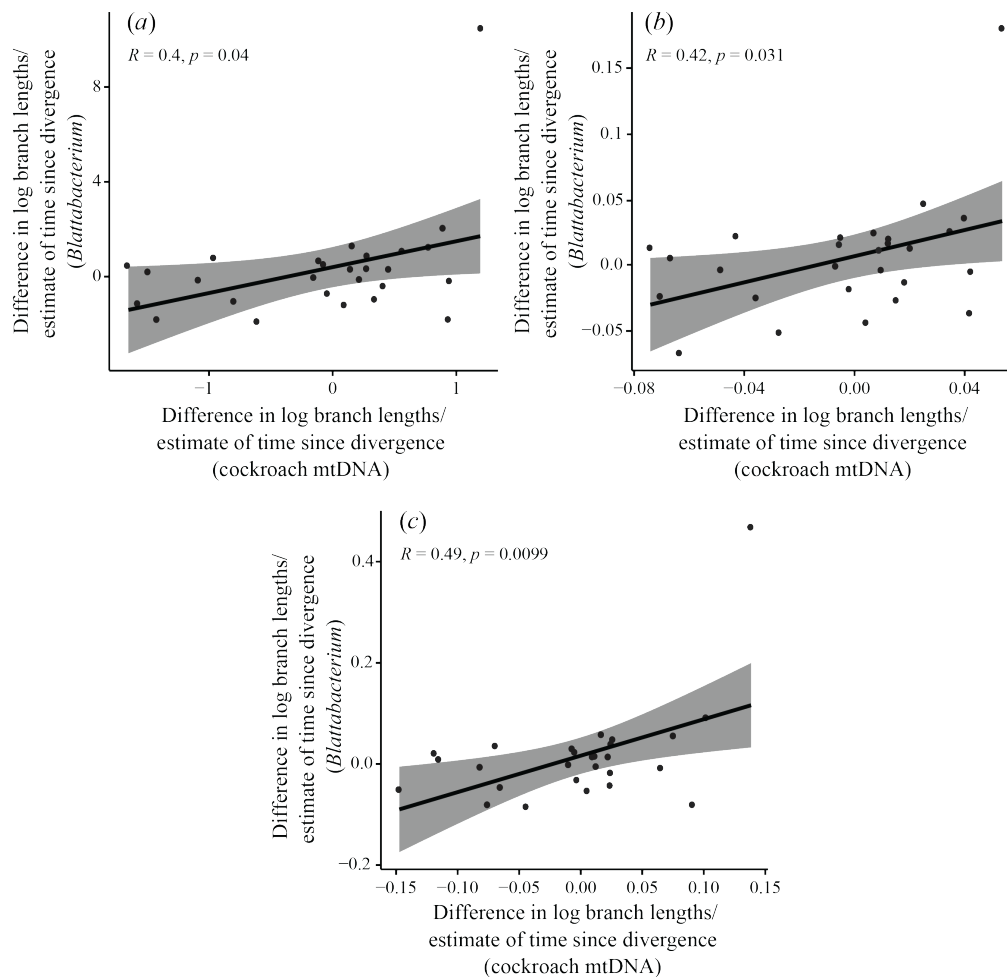 (a)
R = 0.4, p = 0.04
Difference in log branch lengths/
estimate of time since divergence
(Blattabacterium)
8
4
0
−1
0
1
Difference in log branch lengths/
estimate of time since divergence
(cockroach mtDNA)
(b)
R = 0.42, p = 0.031
Difference in log branch lengths/
estimate of time since divergence
(Blattabacterium)
0.15
0.1
0.05
0.0
−0.05
−0.08
−0.04
0.00
0.04
Difference in log branch lengths/
estimate of time since divergence
(cockroach mtDNA)
(c)
R = 0.49, p = 0.0099
Difference in log branch lengths/
estimate of time since divergence
(Blattabacterium)
0.4
0.2
0.0
−0.2
−0.15
−0.10
−0.05
0.00
0.05
0.10
0.15
Difference in log branch lengths/
estimate of time since divergence
(cockroach mtDNA)